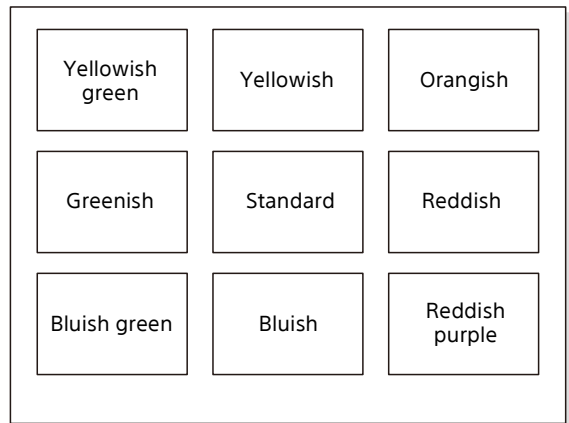 Yellowish
green
Yellowish
Orangish
Greenish
Standard
Reddish
Bluish green
Bluish
Reddish
purple